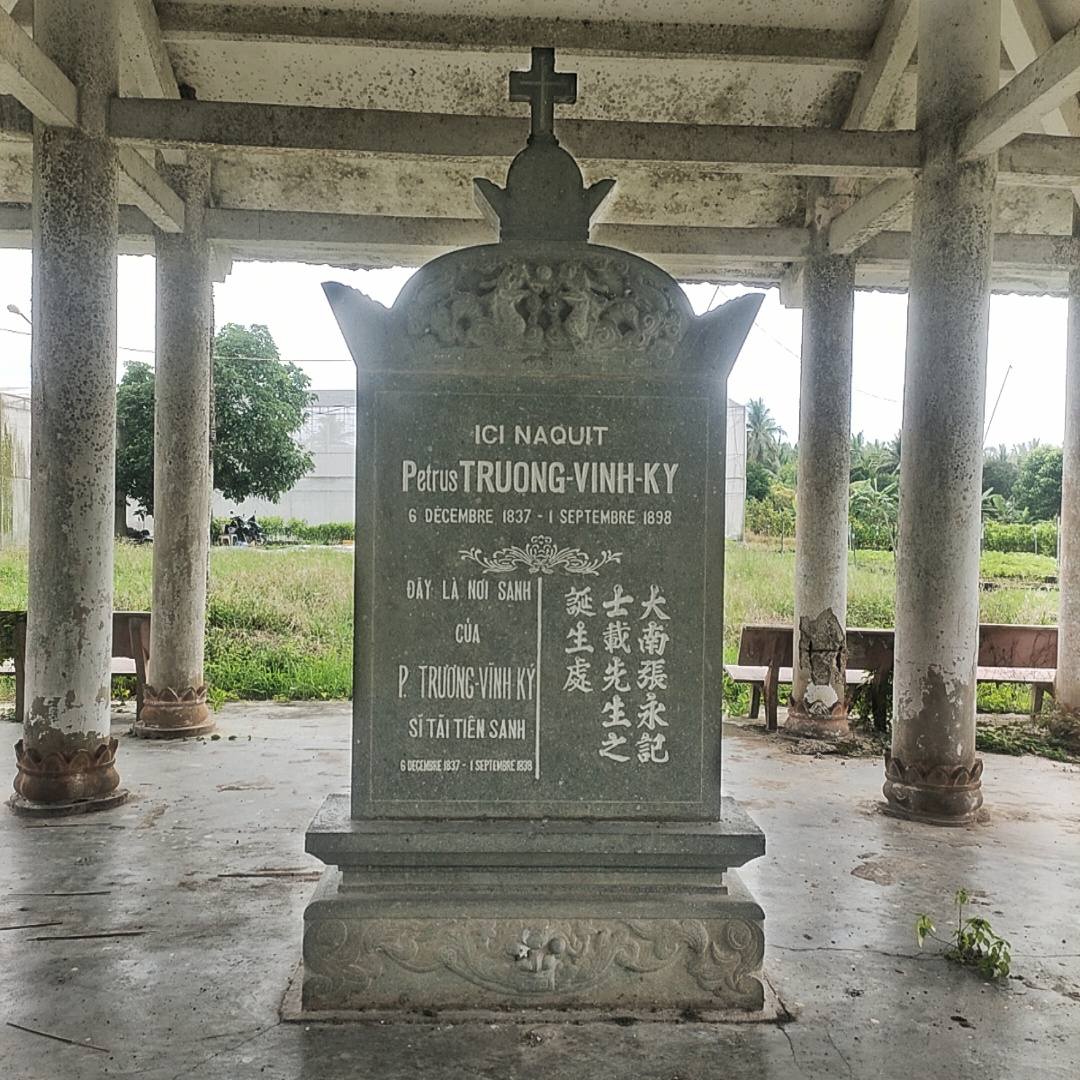 ICI NAQUIT
Petrus TRUONG-VINH-KY
6 DÉCEMBRE 1837 - 1 SEPTEMBRE 1898
ĐÂY LÀ NƠI SANH
CỦA
P. TRƯƠNG-VĨNH KÝ
SĨ TÃI TIÊN SANH
6 DECEMBRE 1837 - 1 SEPTEMBRE 1898
大南張永記
士載先生之
誕生處